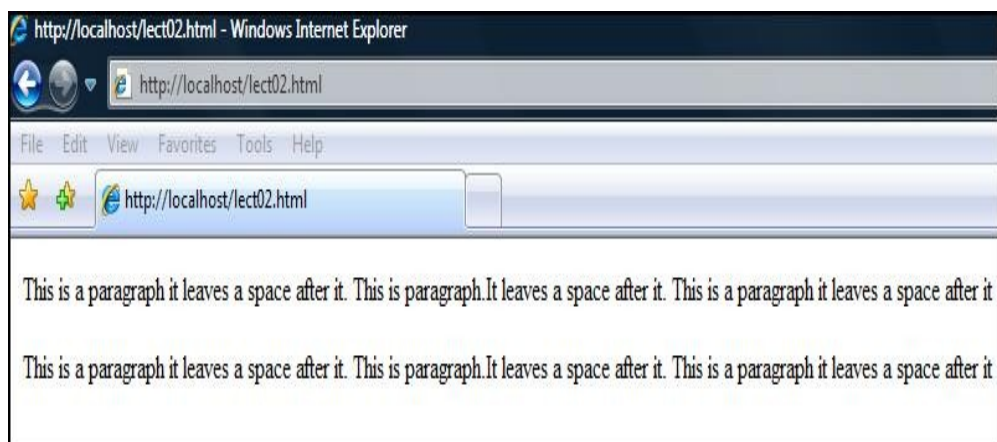 http://localhost/lect02.html - Windows Internet Explorer
http://localhost/lect02.html
File Edit View Favorites Tools Help
http://localhost/lect02.html
This is a paragraph it leaves a space after it. This is paragraph.It leaves a space after it. This is a paragraph it leaves a space after it
This is a paragraph it leaves a space after it. This is paragraph.It leaves a space after it. This is a paragraph it leaves a space after it